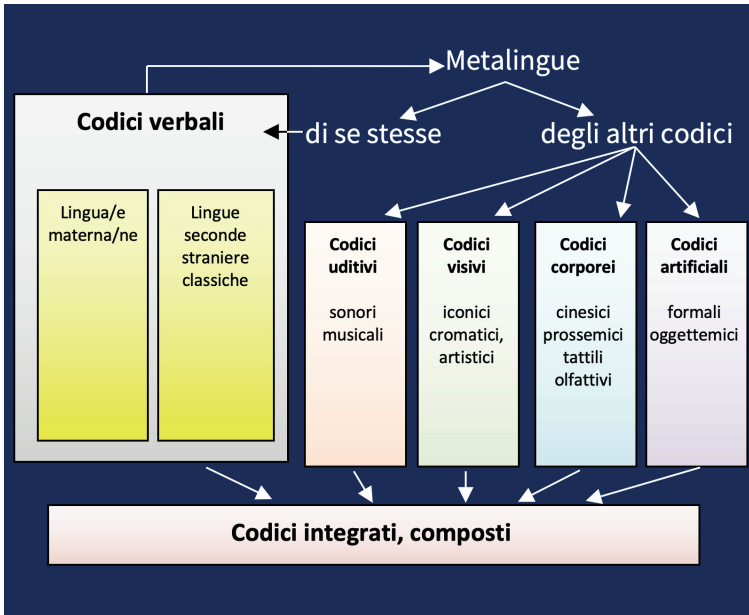 Metalingue
Codici verbali
di se stesse
degli altri codici
Lingua/e
materna/ne
Lingue
seconde
straniere
classiche
Codici
uditivi
sonori
musicali
Codici
visivi
iconici
cromatici,
artistici
Codici
corporei
cinesici
prossemici
tattili
olfattivi
Codici
artificiali
formali
oggettemici
Codici integrati, composti